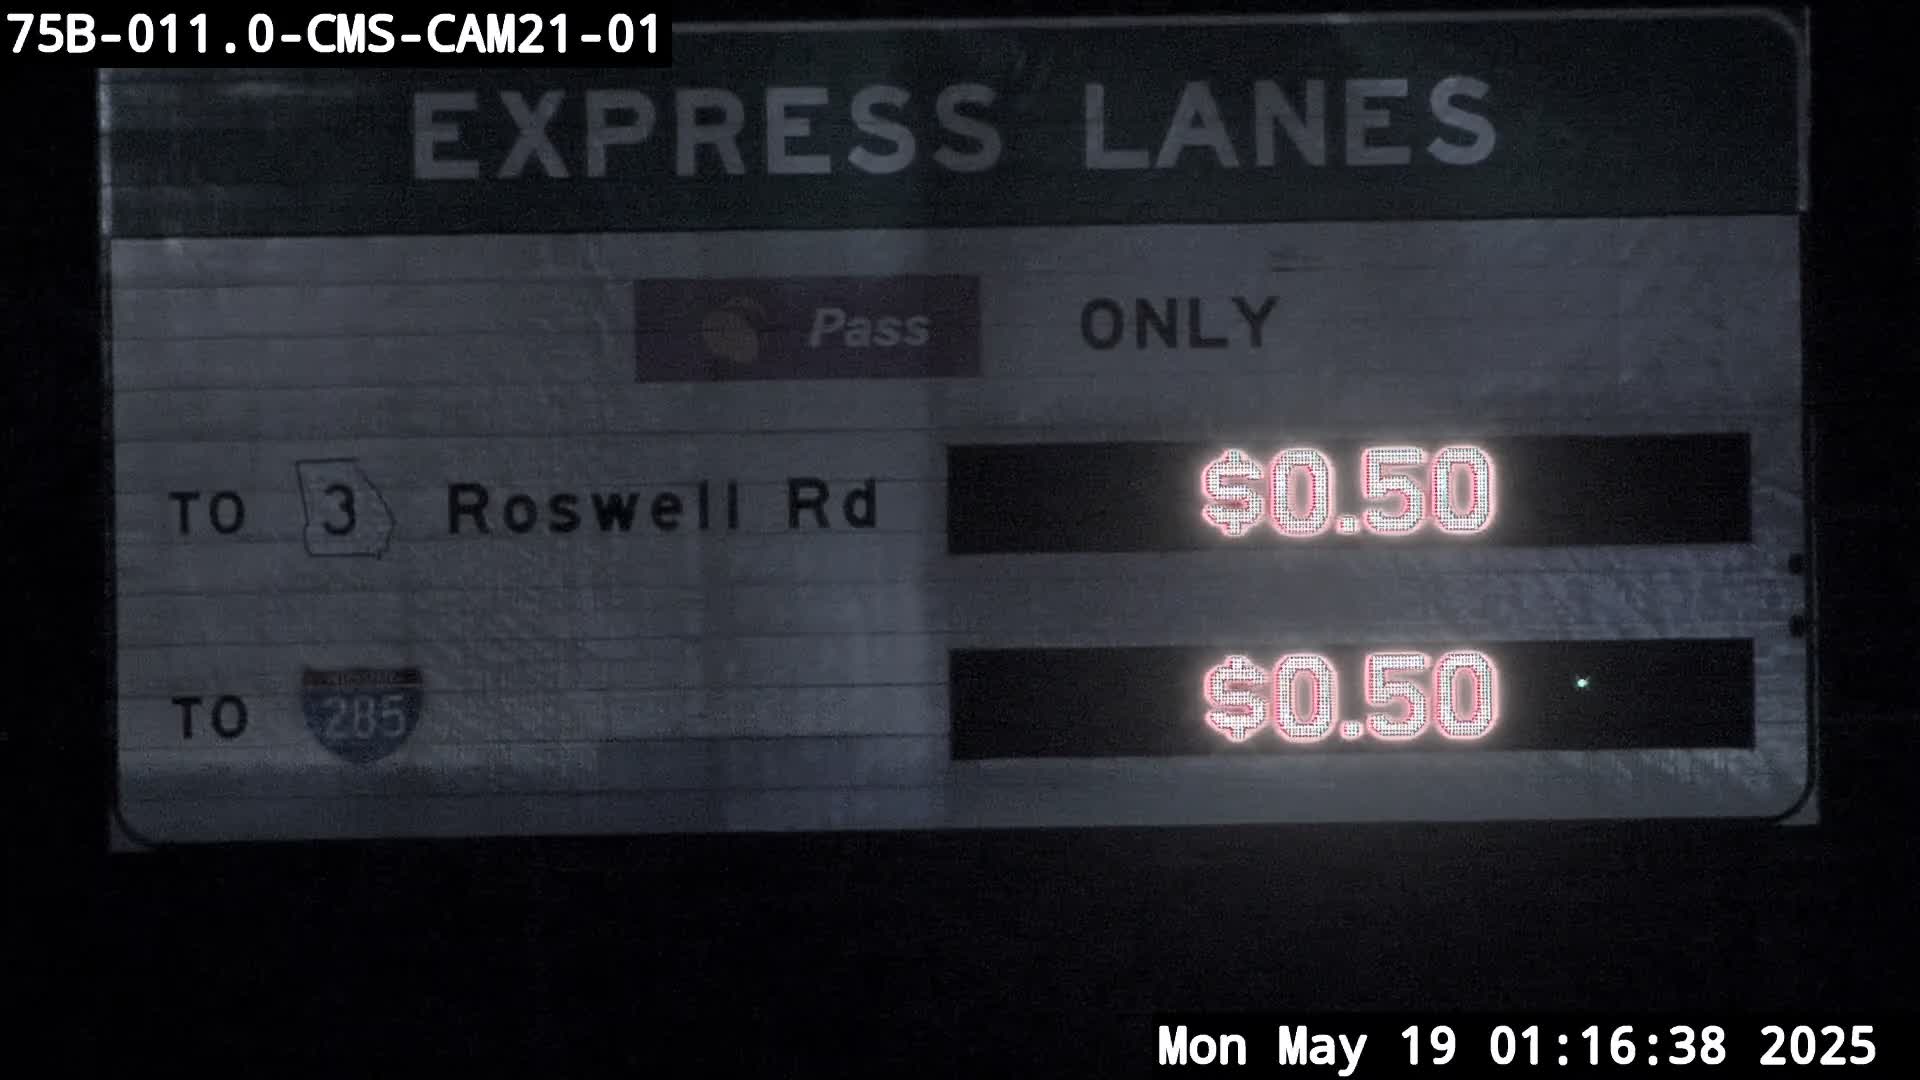 75B-011.0-CMS-CAM21-01
EXPRESS LANES
Pass ONLY
TO 3 Roswell Rd $0.50
TO 285 $0.50
Mon May 19 01:16:38 2025